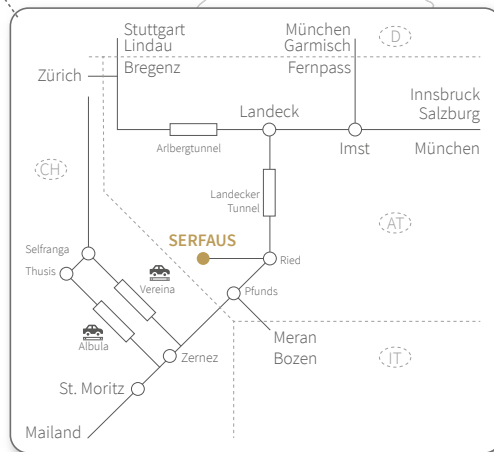 Stuttgart
Lindau
Bregenz
München
Garmisch
Fernpass
D
Zürich
Innsbruck
Salzburg
München
Landeck
Arlbergtunnel
Imst
CH
Landecker
Tunnel
AT
SERFAUS
Selfranga
Thusis
Ried
Vereina
Pfunds
Albula
Meran
Bozen
Zernez
IT
St. Moritz
Mailand